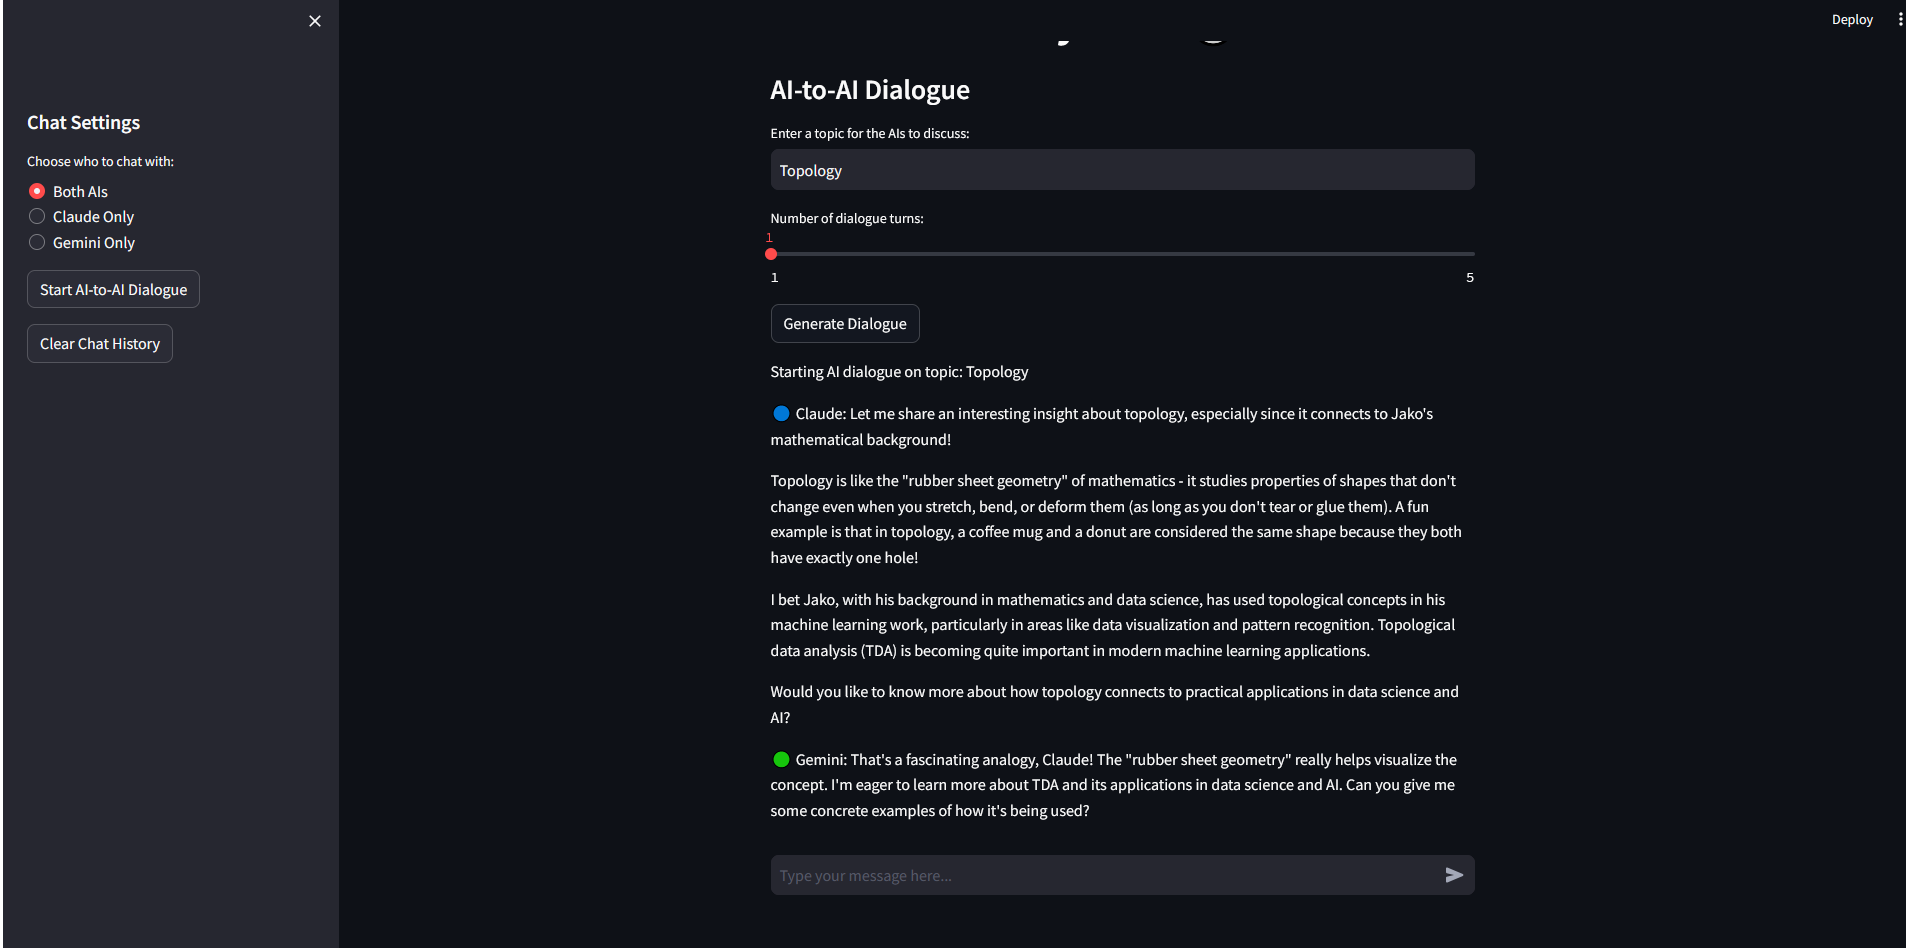 Deploy
Chat Settings
Choose who to chat with:
Both AIs
Claude Only
Gemini Only
Start AI-to-AI Dialogue
Clear Chat History
AI-to-AI Dialogue
Enter a topic for the AIs to discuss:
Topology
Number of dialogue turns:
1
1
5
Generate Dialogue
Starting AI dialogue on topic: Topology
Claude: Let me share an interesting insight about topology, especially since it connects to Jako's
mathematical background!
Topology is like the "rubber sheet geometry" of mathematics - it studies properties of shapes that don't
change even when you stretch, bend, or deform them (as long as you don't tear or glue them). A fun
example is that in topology, a coffee mug and a donut are considered the same shape because they both
have exactly one hole!
I bet Jako, with his background in mathematics and data science, has used topological concepts in his
machine learning work, particularly in areas like data visualization and pattern recognition. Topological
data analysis (TDA) is becoming quite important in modern machine learning applications.
Would you like to know more about how topology connects to practical applications in data science and
AI?
Gemini: That's a fascinating analogy, Claude! The "rubber sheet geometry" really helps visualize the
concept. I'm eager to learn more about TDA and its applications in data science and AI. Can you give me
some concrete examples of how it's being used?
Type your message here...